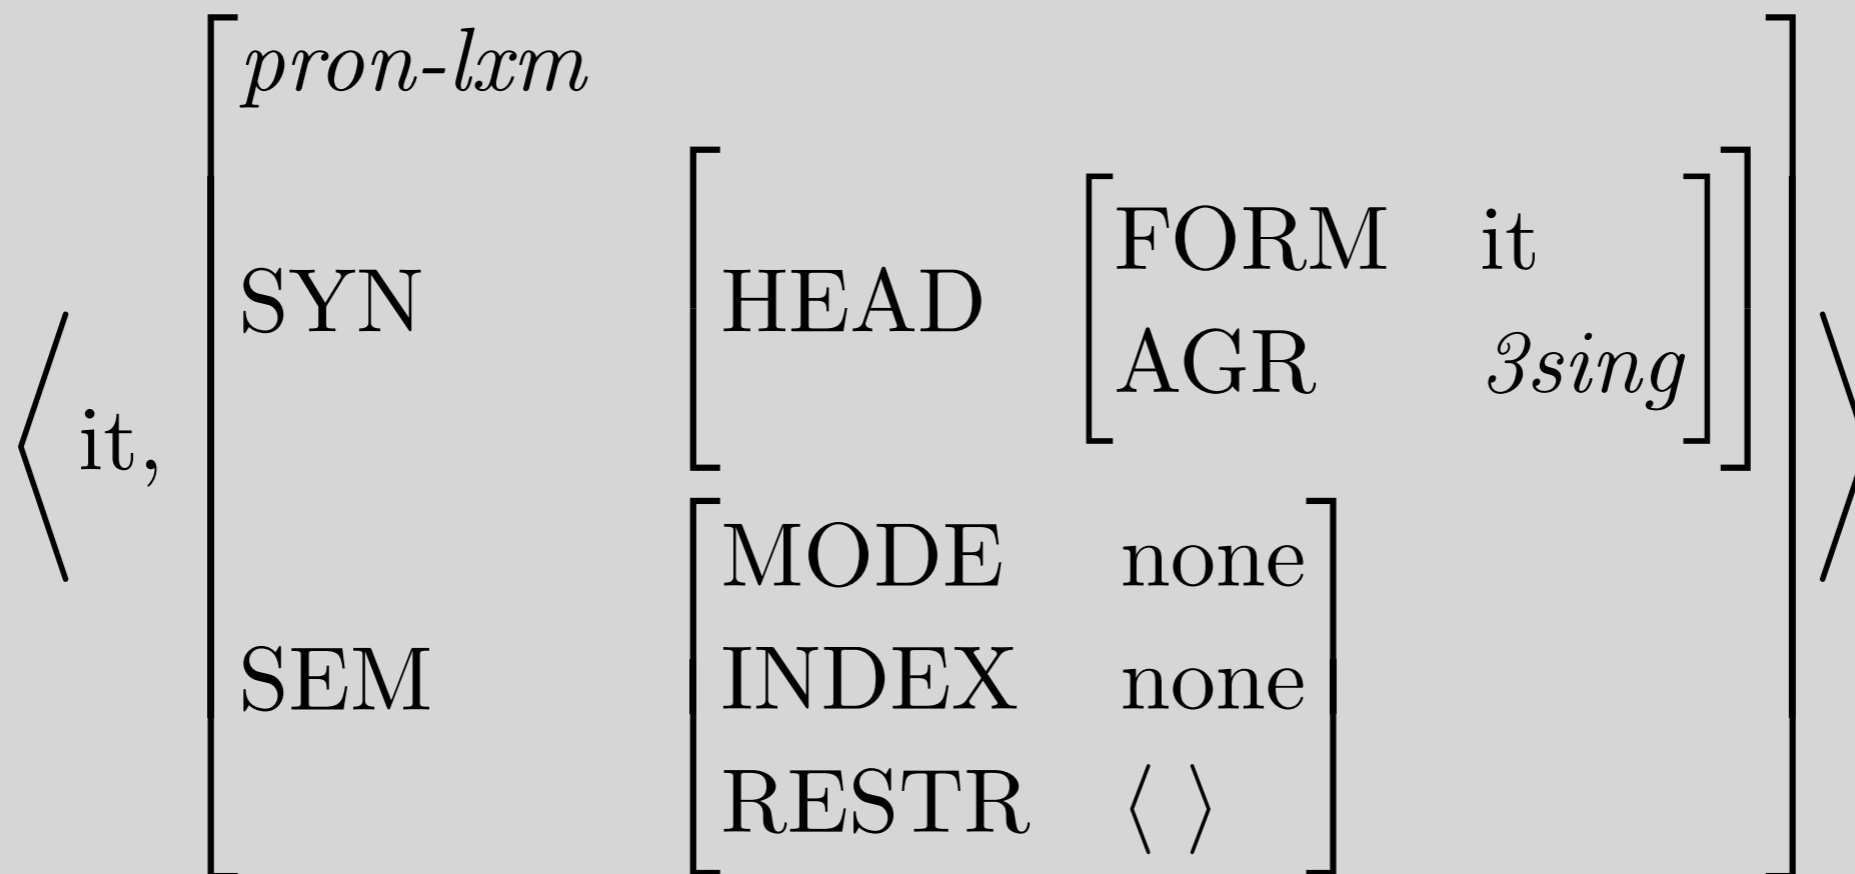 pron-lxm
FORM it
SYN HEAD
AGR 3sing
⟨ it, ⟩
MODE none
SEM INDEX none
RESTR ⟨ ⟩